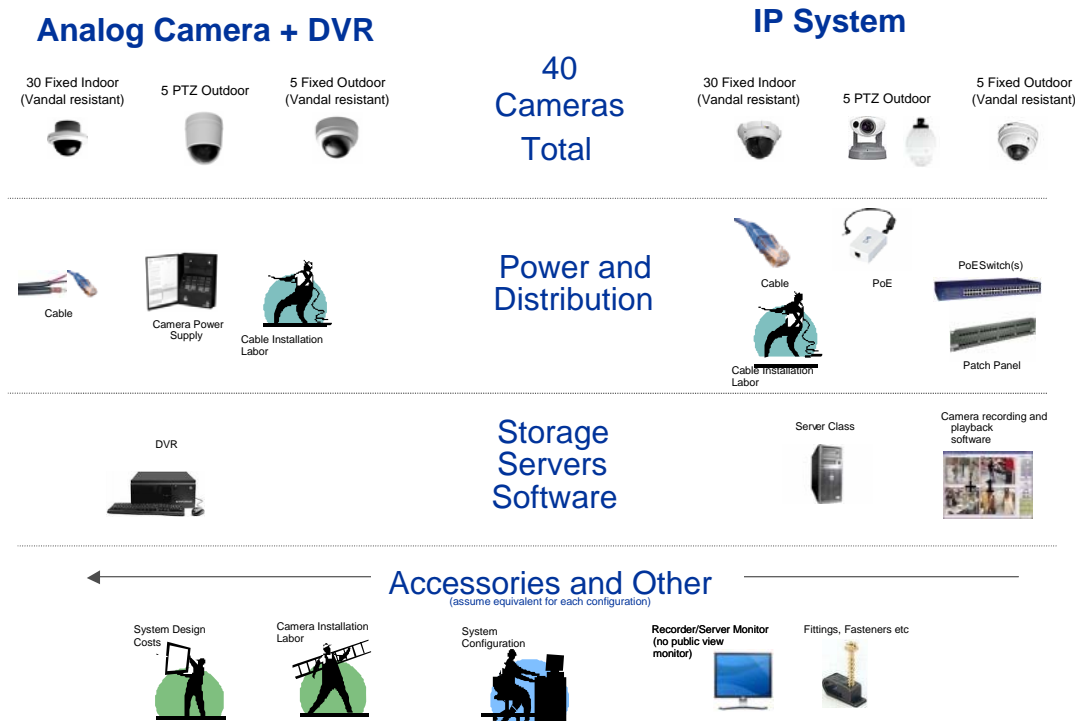 Analog Camera + DVR
IP System
30 Fixed Indoor
(Vandal resistant)
5 PTZ Outdoor
5 Fixed Outdoor
(Vandal resistant)
40
Cameras
Total
30 Fixed Indoor
(Vandal resistant)
5 PTZ Outdoor
5 Fixed Outdoor
(Vandal resistant)
Cable
Camera Power
Supply
Cable Installation
Labor
Power and
Distribution
Cable
PoE
PoESwitch(s)
Cable Installation
Labor
Patch Panel
DVR
Storage
Servers
Software
Server Class
Camera recording and
playback
software
Accessories and Other
(assume equivalent for each configuration)
System Design
Costs
Camera Installation
Labor
System
Configuration
Recorder/Server Monitor
(no public view
monitor)
Fittings, Fasteners etc